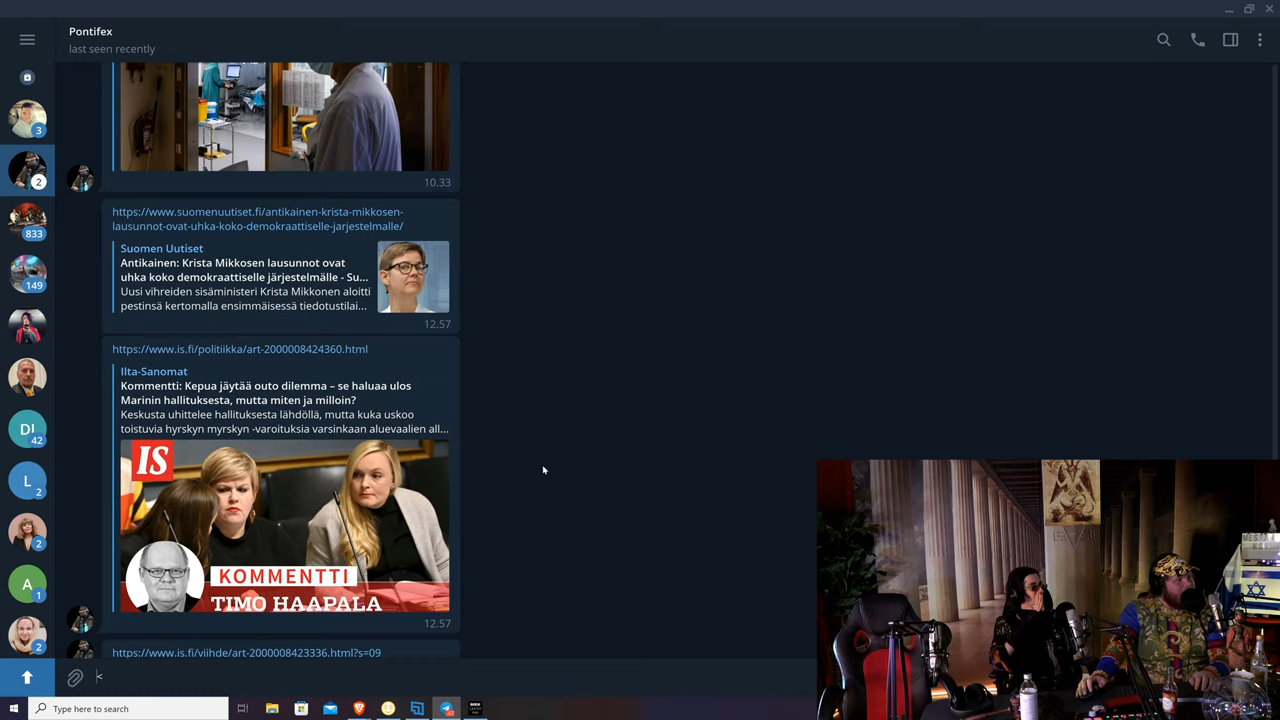 Pontifex
last seen recently
3
2
833
149
DI
42
L
2
2
A
1
2
10.33
https://www.suomenuutiset.fi/antikainen-krista-mikkosen-
lausunnot-ovat-uhka-koko-demokraattiselle-jarjestelmalle/
Suomen Uutiset
Antikainen: Krista Mikkosen lausunnot ovat
uhka koko demokraattiselle järjestelmälle - Su...
Uusi vihreiden sisäministeri Krista Mikkonen aloitti
pestinsä kertomalla ensimmäisessä tiedotustilai...
12.57
https://www.is.fi/politiikka/art-2000008424360.html
Ilta-Sanomat
Kommentti: Kepua jäytää outo dilemma – se haluaa ulos
Marinin hallituksesta, mutta miten ja milloin?
Keskusta uhittelee hallituksesta lähdöllä, mutta kuka uskoo
toistuvia hyrskyn myrskyn -varoituksia varsinkaan aluevaalien all...
IS
KOMMENTTI
TIMO HAAPALA
12.57
https://www.is.fi/viihde/art-2000008423336.html?s=09
<
Type here to search